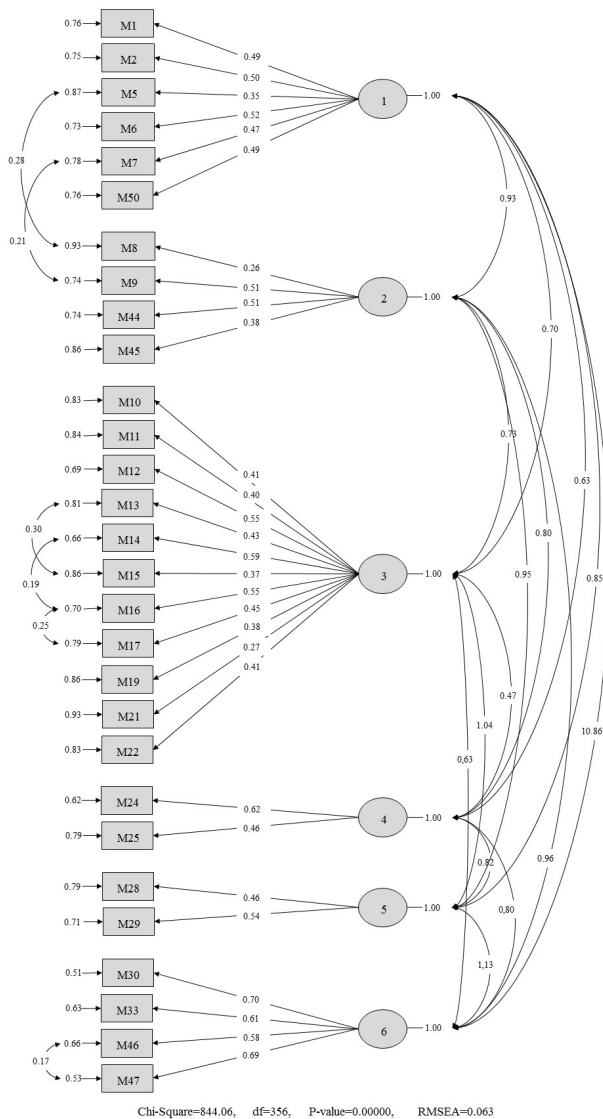 0.76 M1
0.49
0.75 M2
0.50
0.87 M5
0.35
1 1.00
0.73 M6
0.52
0.28
0.78 M7
0.47
0.76 M50
0.49
0.93
0.21
0.93 M8
0.26
0.74 M9
0.51
2 1.00
0.74 M44
0.51
0.70
0.86 M45
0.38
0.83 M10
0.41
0.84 M11
0.40
0.73
0.63
0.69 M12
0.55
0.80
0.81 M13
0.43
0.30
0.66 M14
0.59
0.95
0.85
0.19
0.86 M15
0.37
3 1.00
0.70 M16
0.55
0.25
0.79 M17
0.45
0.86 M19
0.38
0.47
0.93 M21
0.27
1.04
10.86
0.83 M22
0.41
0,63
0.62 M24
0.62
4 1.00
0.79 M25
0.46
0.96
0.82
0.79 M28
0.46
5 1.00
0.71 M29
0.54
0,80
1,13
0.51 M30
0.70
0.63 M33
0.61
6 1.00
0.66 M46
0.58
0.17
0.53 M47
0.69
Chi-Square=844.06, df=356, P-value=0.00000, RMSEA=0.063